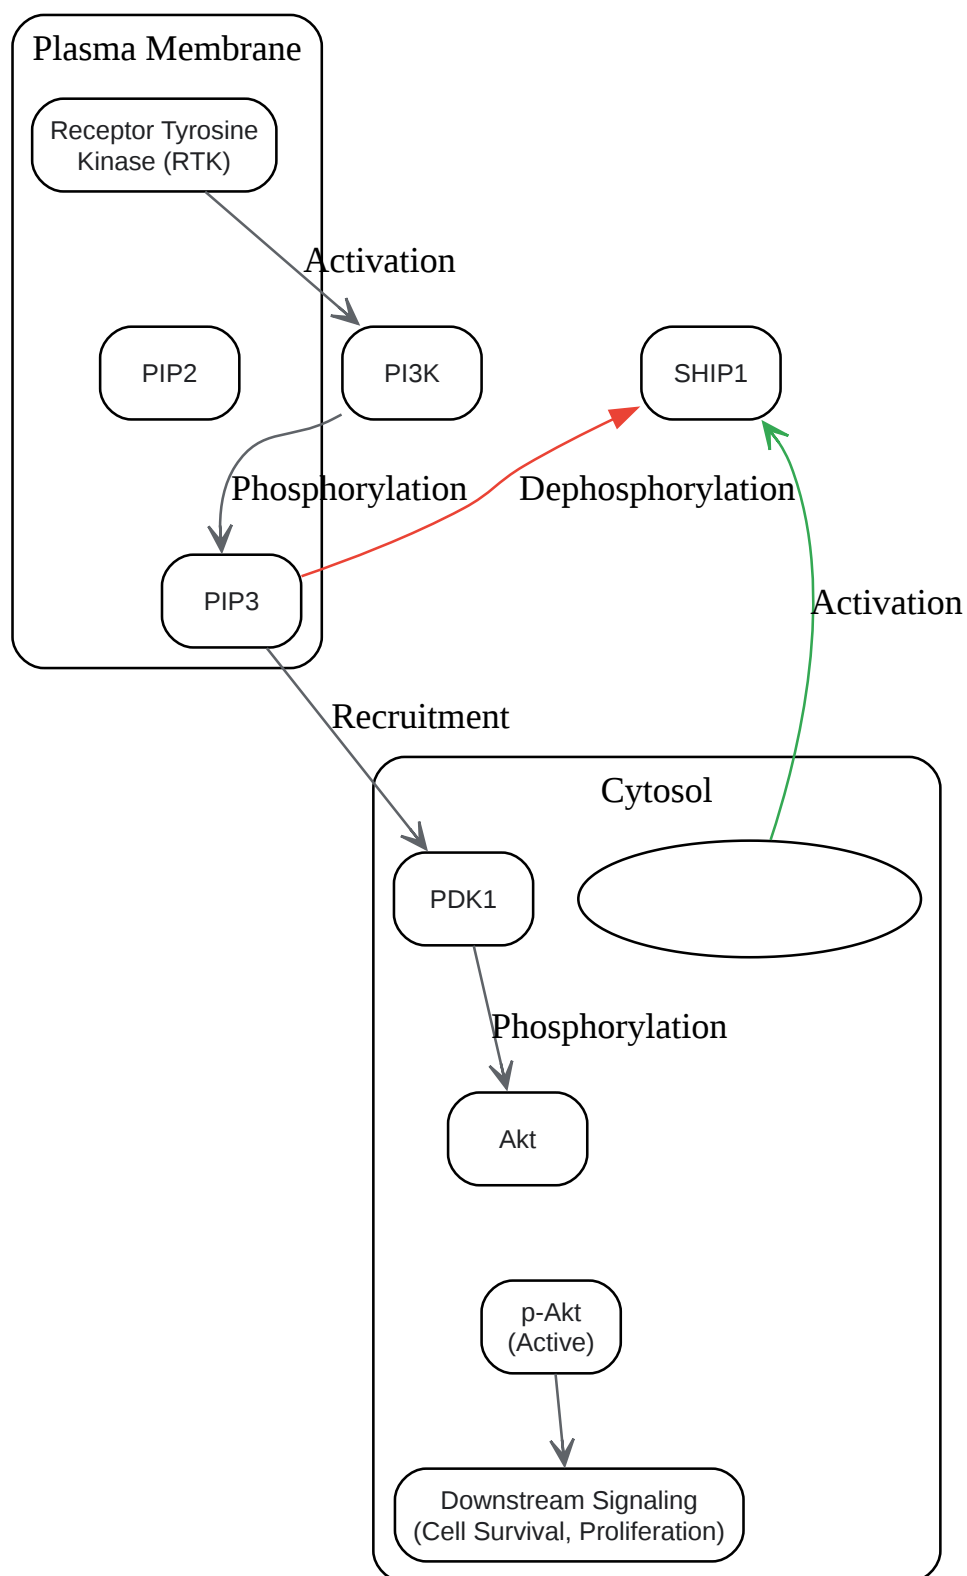 Plasma Membrane
Receptor Tyrosine
Kinase (RTK)
Activation
PIP2
PI3K
SHIP1
Phosphorylation
Dephosphorylation
PIP3
Activation
Recruitment
Cytosol
PDK1
Phosphorylation
Akt
p-Akt
(Active)
Downstream Signaling
(Cell Survival, Proliferation)